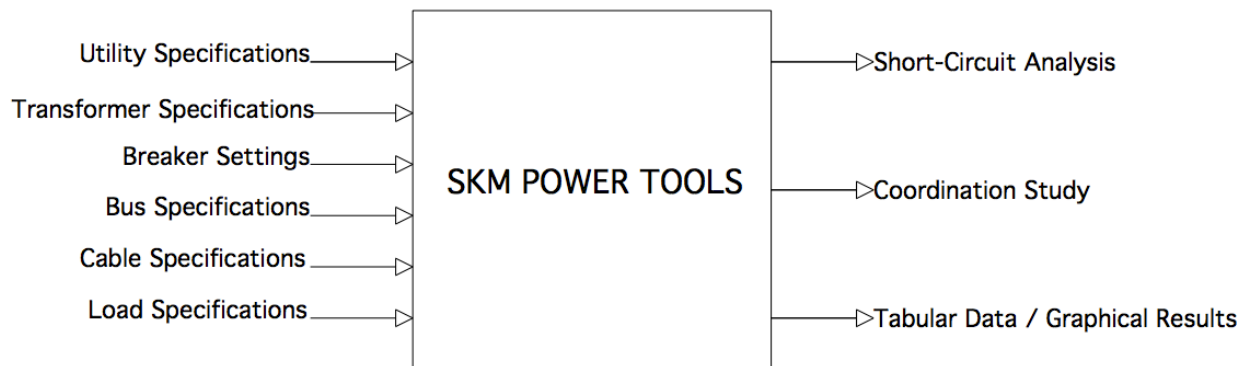 Utility Specifications
Transformer Specifications
Breaker Settings
Bus Specifications
Cable Specifications
Load Specifications
SKM POWER TOOLS
Short-Circuit Analysis
Coordination Study
Tabular Data / Graphical Results